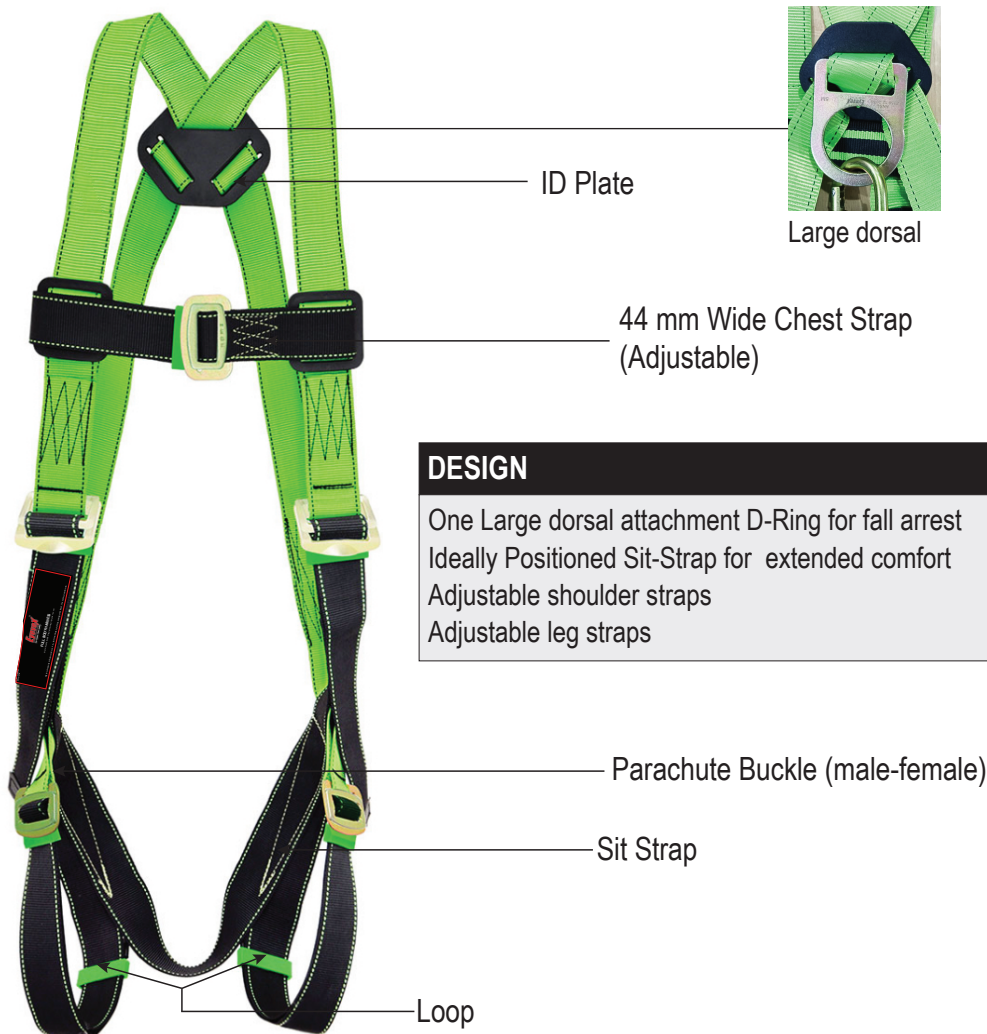 Large dorsal
ID Plate
44 mm Wide Chest Strap
(Adjustable)
DESIGN
One Large dorsal attachment D-Ring for fall arrest
Ideally Positioned Sit-Strap for  extended comfort
Adjustable shoulder straps
Adjustable leg straps
Parachute Buckle (male-female)
Sit Strap
Loop